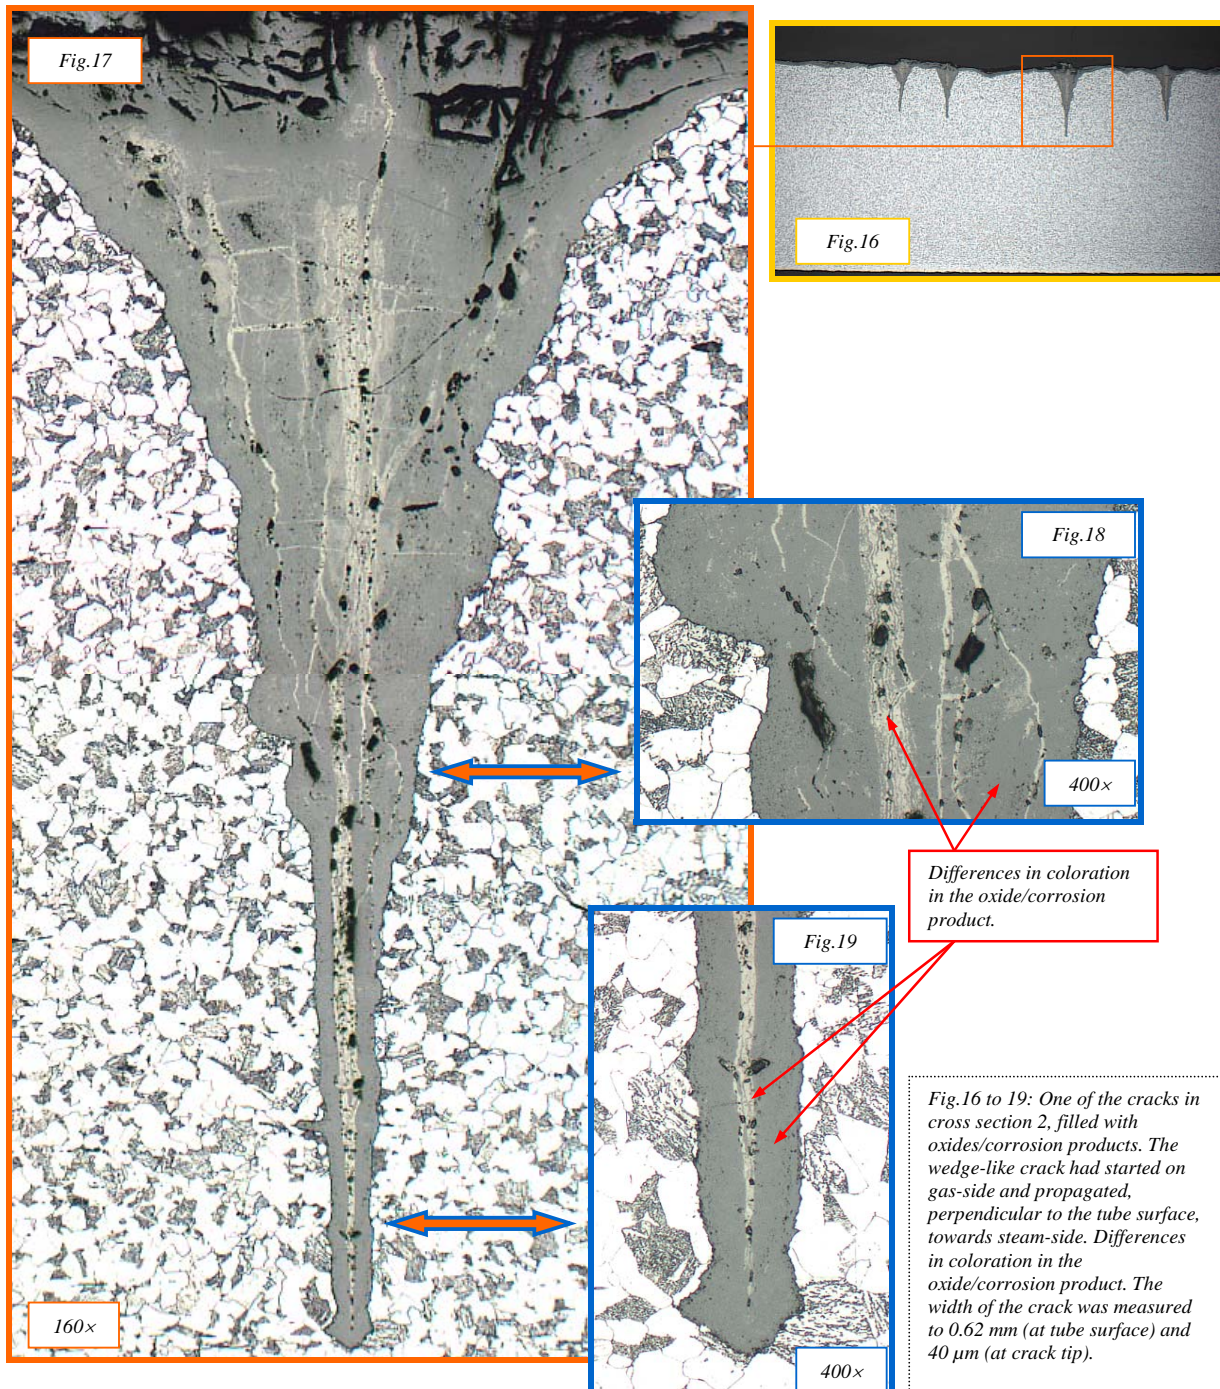 Fig.17
Fig.16
Fig.18
400×
Differences in coloration
in the oxide/corrosion
product.
Fig.19
Fig.16 to 19: One of the cracks in
cross section 2, filled with
oxides/corrosion products. The
wedge-like crack had started on
gas-side and propagated,
perpendicular to the tube surface,
towards steam-side. Differences
in coloration in the
oxide/corrosion product. The
width of the crack was measured
to 0.62 mm (at tube surface) and
40 µm (at crack tip).
160×
400×